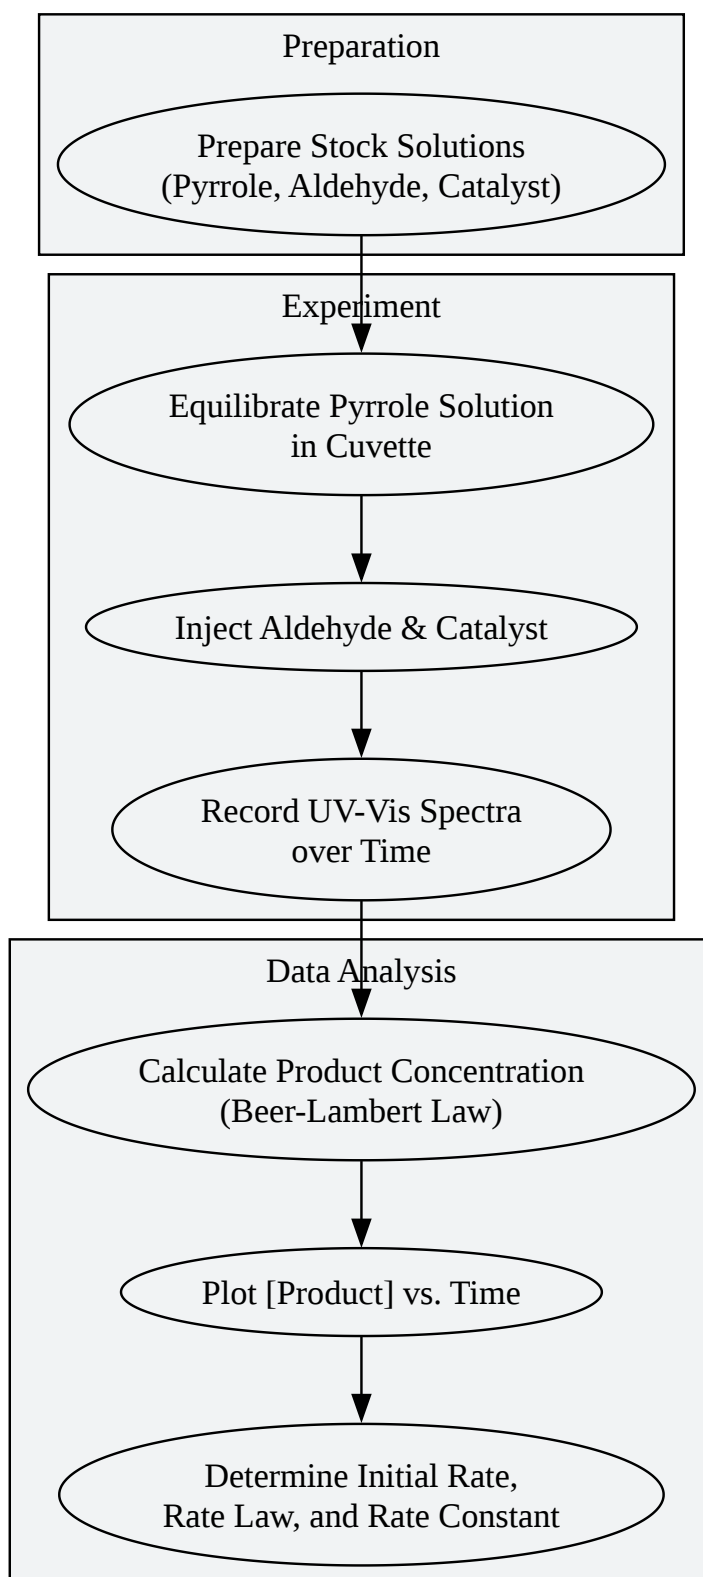 Preparation
Prepare Stock Solutions
(Pyrrole, Aldehyde, Catalyst)
Experiment
Equilibrate Pyrrole Solution
in Cuvette
Inject Aldehyde & Catalyst
Record UV-Vis Spectra
over Time
Data Analysis
Calculate Product Concentration
(Beer-Lambert Law)
Plot [Product] vs. Time
Determine Initial Rate,
Rate Law, and Rate Constant